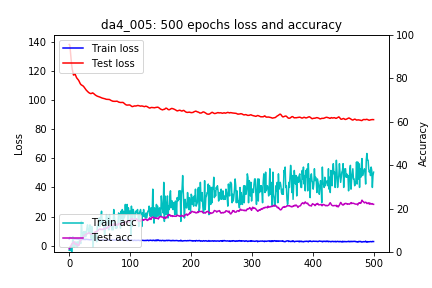 da4_005: 500 epochs loss and accuracy
140
120
100
80
60
40
20
0
Loss
Train loss
Test loss
Train acc
Test acc
0
100
200
300
400
500
100
80
60
40
20
0
Accuracy